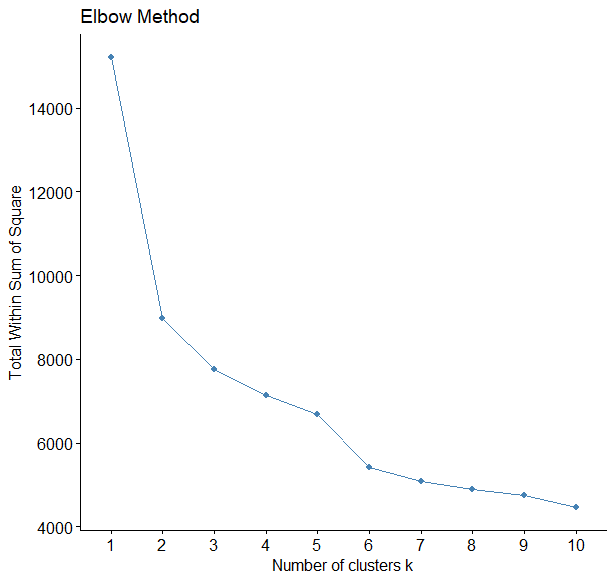 Elbow Method
Total Within Sum of Square
14000
12000
10000
8000
6000
4000
1 2 3 4 5 6 7 8 9 10
Number of clusters k